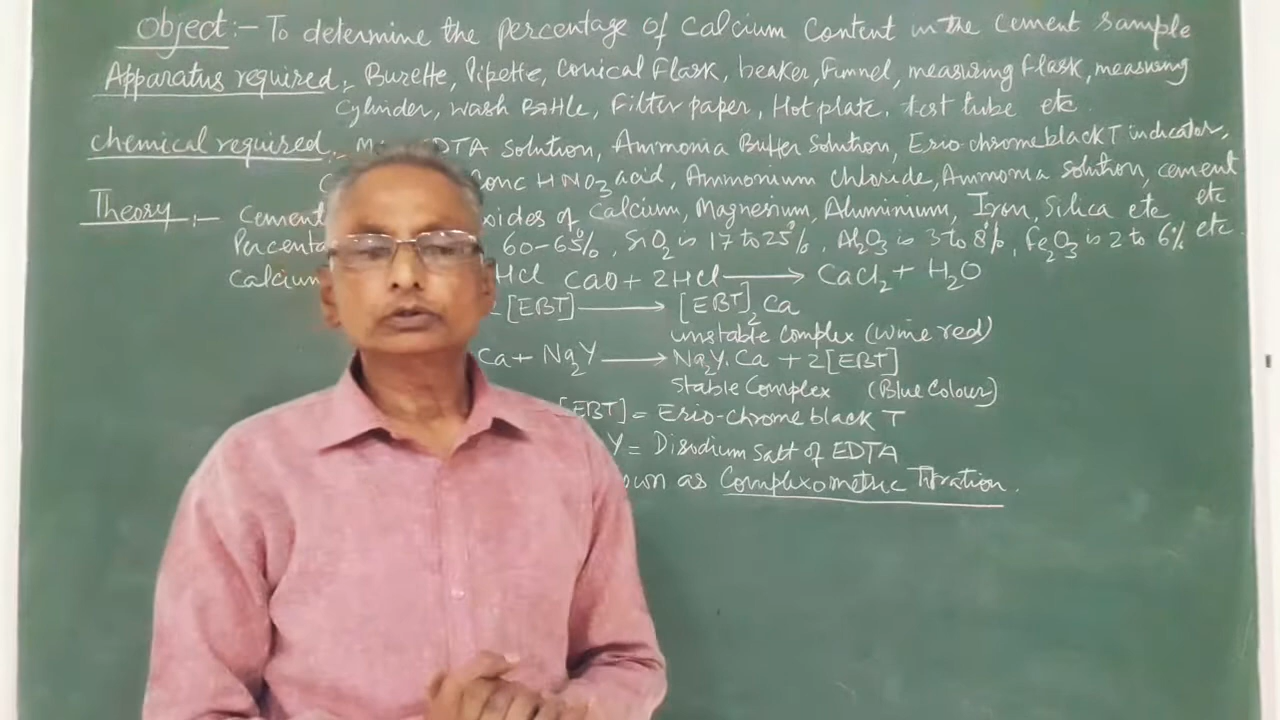 Object:- To determine the percentage of Calcium Content in the Cement Sample
Apparatus required:- Burette, Pipette, Conical Flask, beaker, Funnel, measuring flask, measuring
Cylinder, wash Bottle, Filter paper, Hot plate, test tube etc.
chemical required:- EDTA solution, Ammonia Buffer Solution, Erio-chrome black T indicator,
Conc HNO3 acid, Ammonium chloride, Ammonia solution, cement etc
Theory:- Cement oxides of Calcium, Magnesium, Aluminium, Iron, Silica etc
60-65%, SiO2 is 17 to 25%, Al2O3 is 3 to 8%, Fe2O3 is 2 to 6% etc.
Calcium HCl CaO + 2HCl → CaCl2 + H2O
[EBT] → [EBT]2Ca
unstable complex (wine red)
Ca + Na2Y → Na2Y.Ca + 2[EBT]
Stable Complex (Blue Colour)
[EBT] = Erio-chrome black T
Y = Disodium Salt of EDTA
as Complexometric Titration.